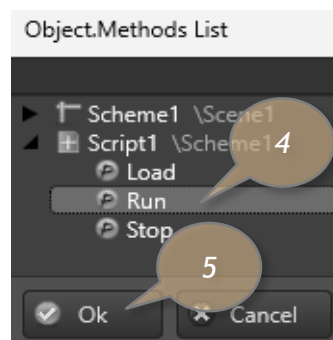 Object.Methods List
Scheme1 \Scene1
Script1 \Scheme1
4
Load
Run
Stop
5
Ok
Cancel